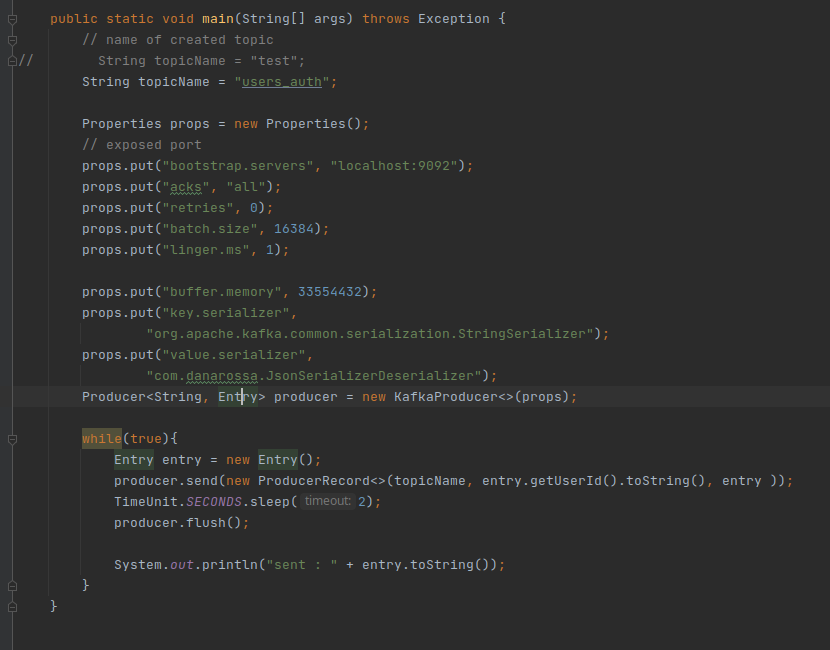 public static void main(String[] args) throws Exception {
// name of created topic
//        String topicName = "test";
String topicName = "users_auth";
Properties props = new Properties();
// exposed port
props.put("bootstrap.servers", "localhost:9092");
props.put("acks", "all");
props.put("retries", 0);
props.put("batch.size", 16384);
props.put("linger.ms", 1);
props.put("buffer.memory", 33554432);
props.put("key.serializer",
"org.apache.kafka.common.serialization.StringSerializer");
props.put("value.serializer",
"com.danarossa.JsonSerializerDeserializer");
Producer<String, Entry> producer = new KafkaProducer<>(props);
while(true){
Entry entry = new Entry();
producer.send(new ProducerRecord<>(topicName, entry.getUserId().toString(), entry ));
TimeUnit.SECONDS.sleep( timeout: 2);
producer.flush();
System.out.println("sent : " + entry.toString());
}
}